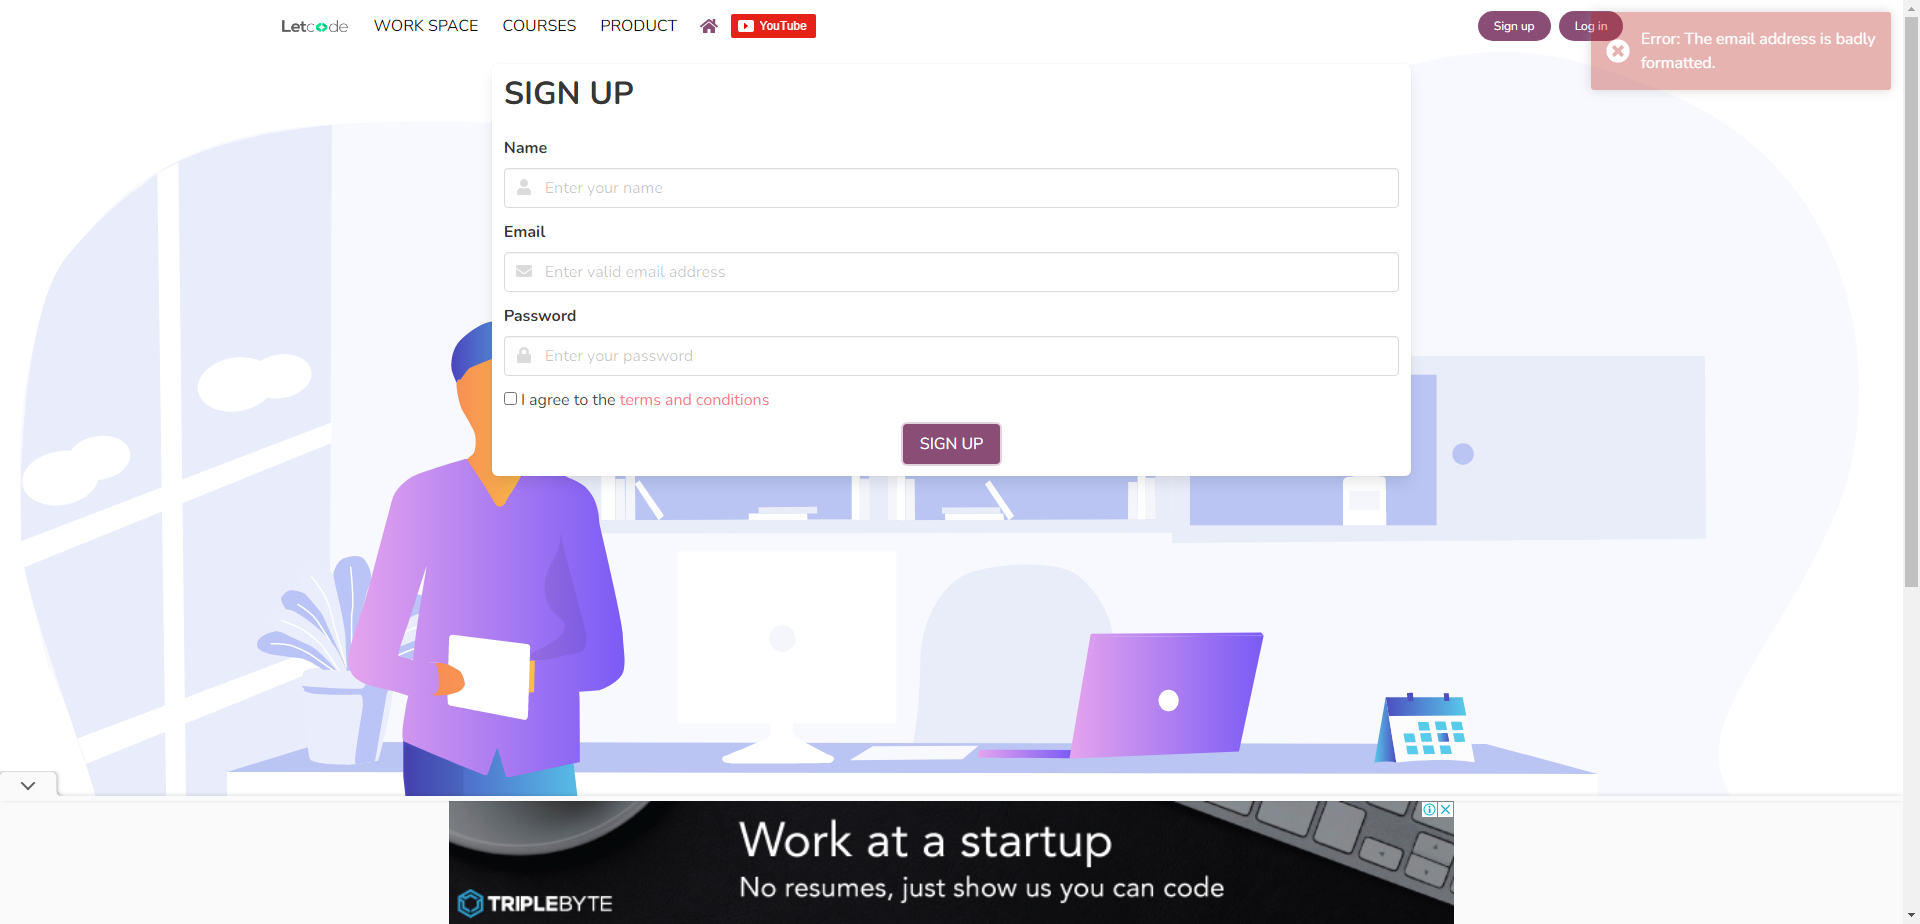 Letcode WORK SPACE COURSES PRODUCT YouTube Sign up Log in
Error: The email address is badly
formatted.
SIGN UP
Name
Enter your name
Email
Enter valid email address
Password
Enter your password
I agree to the terms and conditions
SIGN UP
Work at a startup
No resumes, just show us you can code
TRIPLEBYTE